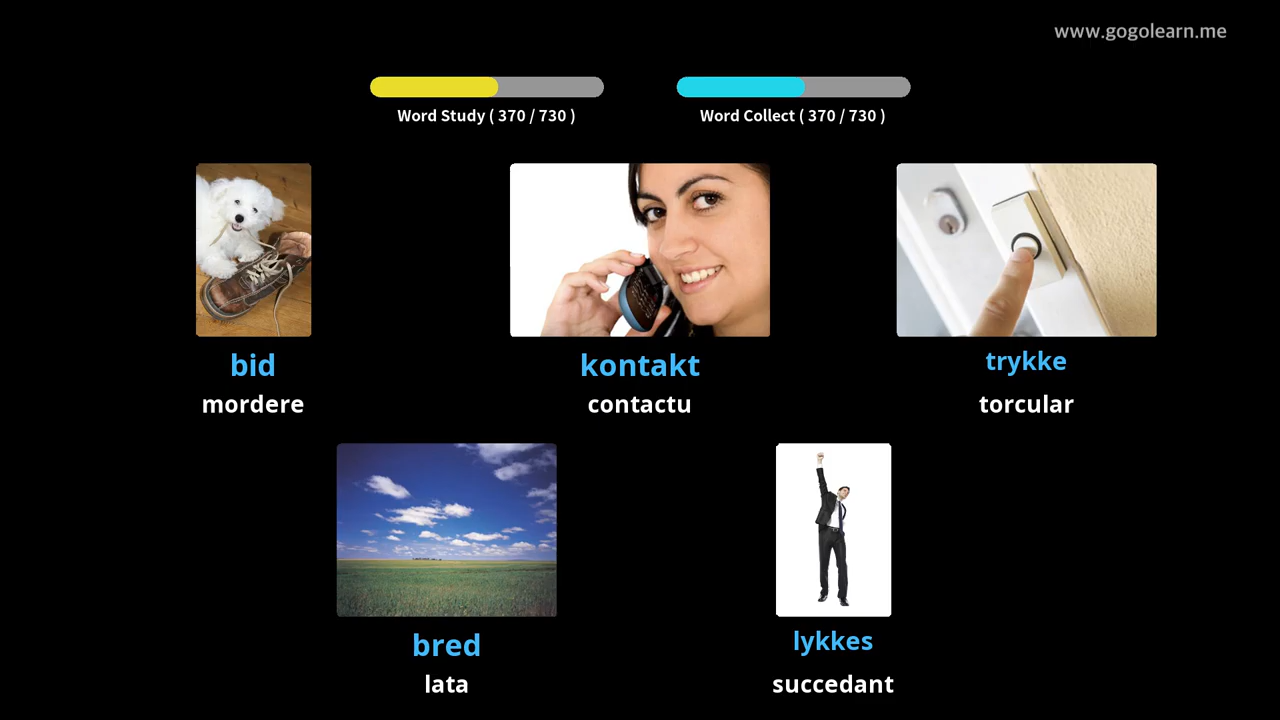 www.gogolearn.me
Word Study ( 370 / 730 )
Word Collect ( 370 / 730 )
bid
mordere
kontakt
contactu
trykke
torcular
bred
lata
lykkes
succedant